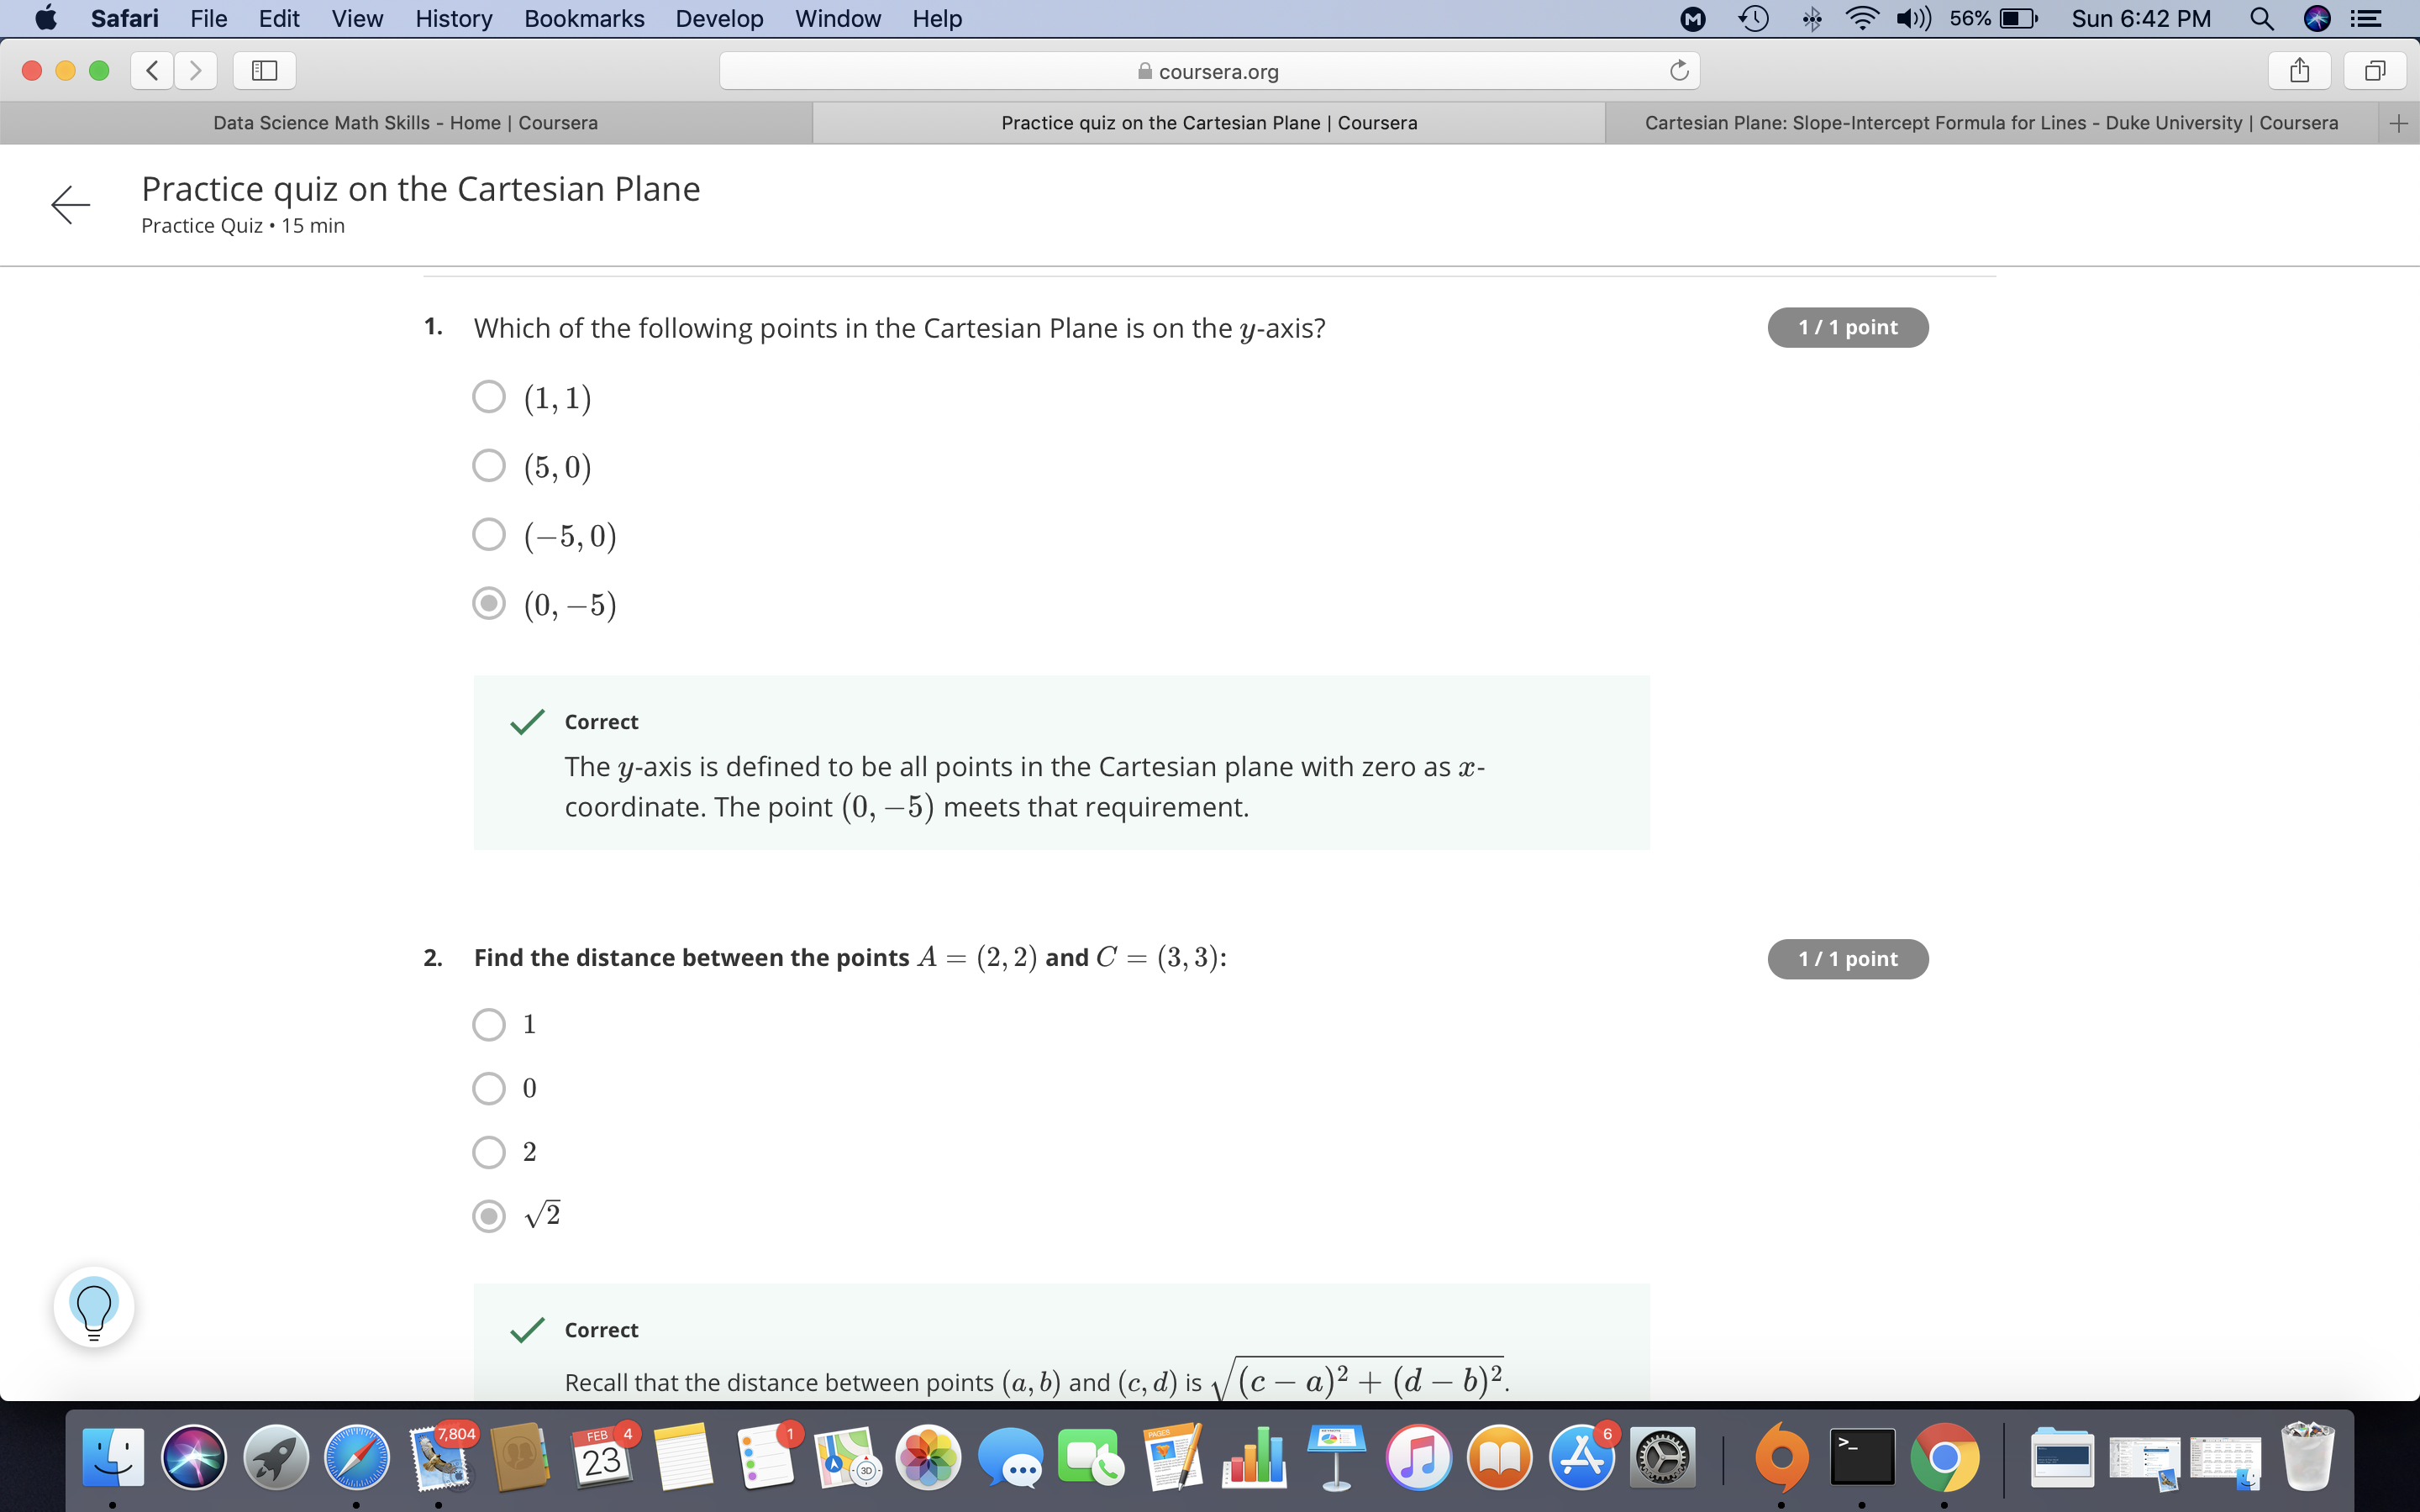 Safari File Edit View History Bookmarks Develop Window Help 56% Sun 6:42 PM
coursera.org
Data Science Math Skills - Home | Coursera
Practice quiz on the Cartesian Plane | Coursera
Cartesian Plane: Slope-Intercept Formula for Lines - Duke University | Coursera
Practice quiz on the Cartesian Plane
Practice Quiz • 15 min
1. Which of the following points in the Cartesian Plane is on the y-axis?
1 / 1 point
(1, 1)
(5, 0)
(−5, 0)
(0, −5)
Correct
The y-axis is defined to be all points in the Cartesian plane with zero as x-
coordinate. The point (0, −5) meets that requirement.
2. Find the distance between the points A = (2, 2) and C = (3, 3):
1 / 1 point
1
0
2
√2
Correct
Recall that the distance between points (a, b) and (c, d) is √(c − a)² + (d − b)².
7,804
FEB
23
4
1
3D
PAGES
6
>_